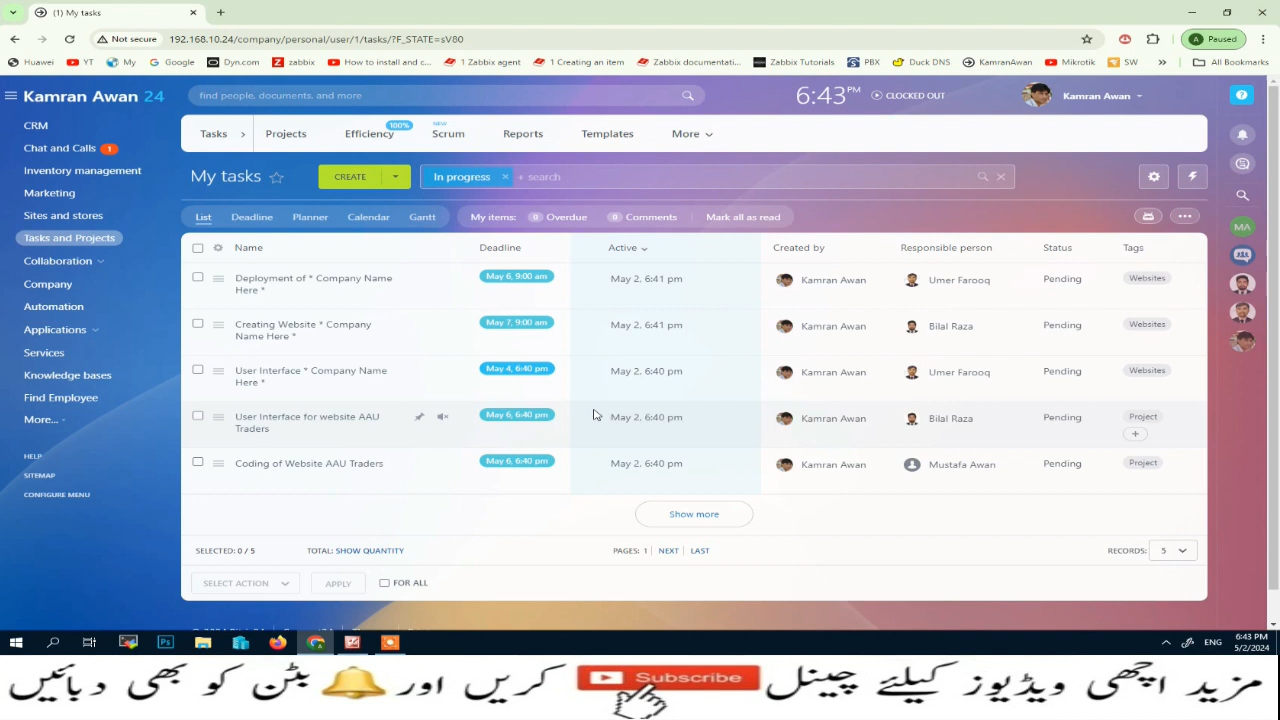 (1) My tasks
Not secure 192.168.10.24/company/personal/user/1/tasks/?F_STATE=sV80 A Paused
Huawei YT My Google Dyn.com zabbix How to install and c... 1 Zabbix agent 1 Creating an item Zabbix documentati... Zabbix Tutorials PBX Duck DNS KamranAwan Mikrotik SW » All Bookmarks
Kamran Awan 24 find people, documents, and more 6:43 PM CLOCKED OUT Kamran Awan
CRM
Chat and Calls 1
Inventory management
Marketing
Sites and stores
Tasks and Projects
Collaboration
Company
Automation
Applications
Services
Knowledge bases
Find Employee
More...
HELP
SITEMAP
CONFIGURE MENU
Tasks Projects Efficiency 100% NEW Scrum Reports Templates More
My tasks CREATE In progress × + search
List Deadline Planner Calendar Gantt My items: 0 Overdue 0 Comments Mark all as read
Name Deadline Active Created by Responsible person Status Tags
Deployment of * Company Name Here * May 6, 9:00 am May 2, 6:41 pm Kamran Awan Umer Farooq Pending Websites
Creating Website * Company Name Here * May 7, 9:00 am May 2, 6:41 pm Kamran Awan Bilal Raza Pending Websites
User Interface * Company Name Here * May 4, 6:40 pm May 2, 6:40 pm Kamran Awan Umer Farooq Pending Websites
User Interface for website AAU Traders May 6, 6:40 pm May 2, 6:40 pm Kamran Awan Bilal Raza Pending Project +
Coding of Website AAU Traders May 6, 6:40 pm May 2, 6:40 pm Kamran Awan Mustafa Awan Pending Project
Show more
SELECTED: 0 / 5 TOTAL: SHOW QUANTITY PAGES: 1 NEXT LAST RECORDS: 5
SELECT ACTION APPLY FOR ALL
MA
ENG 6:43 PM
5/2/2024
مزید اچھی ویڈیوز کیلئے چینل Subscribe کریں اور بٹن کو بھی دبائیں